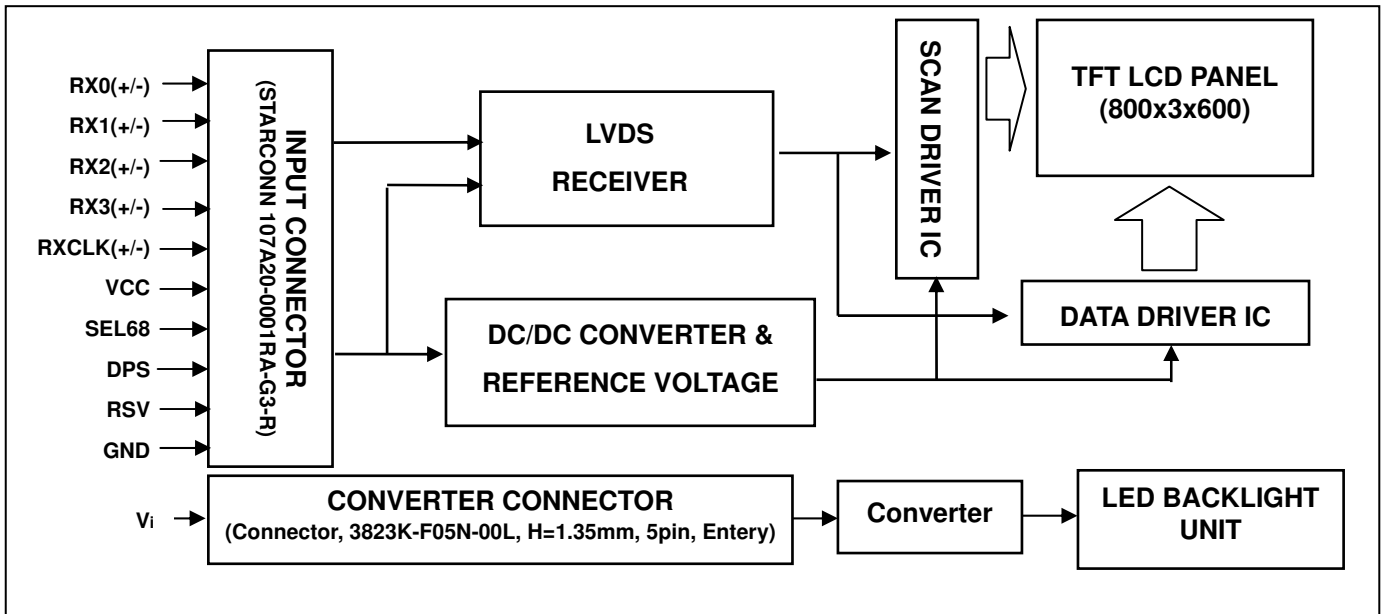 RX0(+/-)
RX1(+/-)
RX2(+/-)
RX3(+/-)
RXCLK(+/-)
VCC
SEL68
DPS
RSV
GND
INPUT CONNECTOR
(STARCONN 107A20-0001RA-G3-R)
LVDS
RECEIVER
DC/DC CONVERTER &
REFERENCE VOLTAGE
SCAN DRIVER IC
TFT LCD PANEL
(800x3x600)
DATA DRIVER IC
Vi
CONVERTER CONNECTOR
(Connector, 3823K-F05N-00L, H=1.35mm, 5pin, Entery)
Converter
LED BACKLIGHT
UNIT